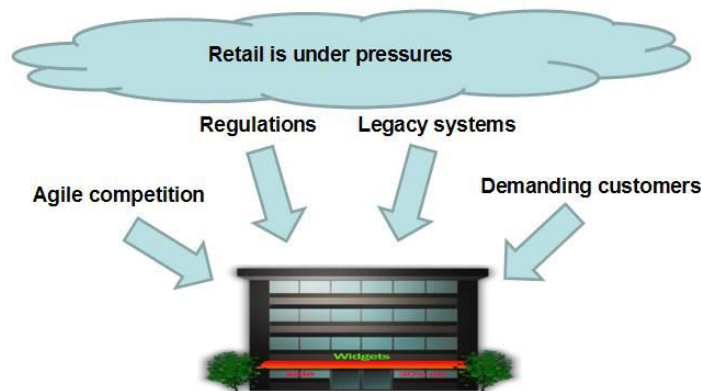 Retail is under pressures
Regulations
Legacy systems
Agile competition
Demanding customers
Widgets